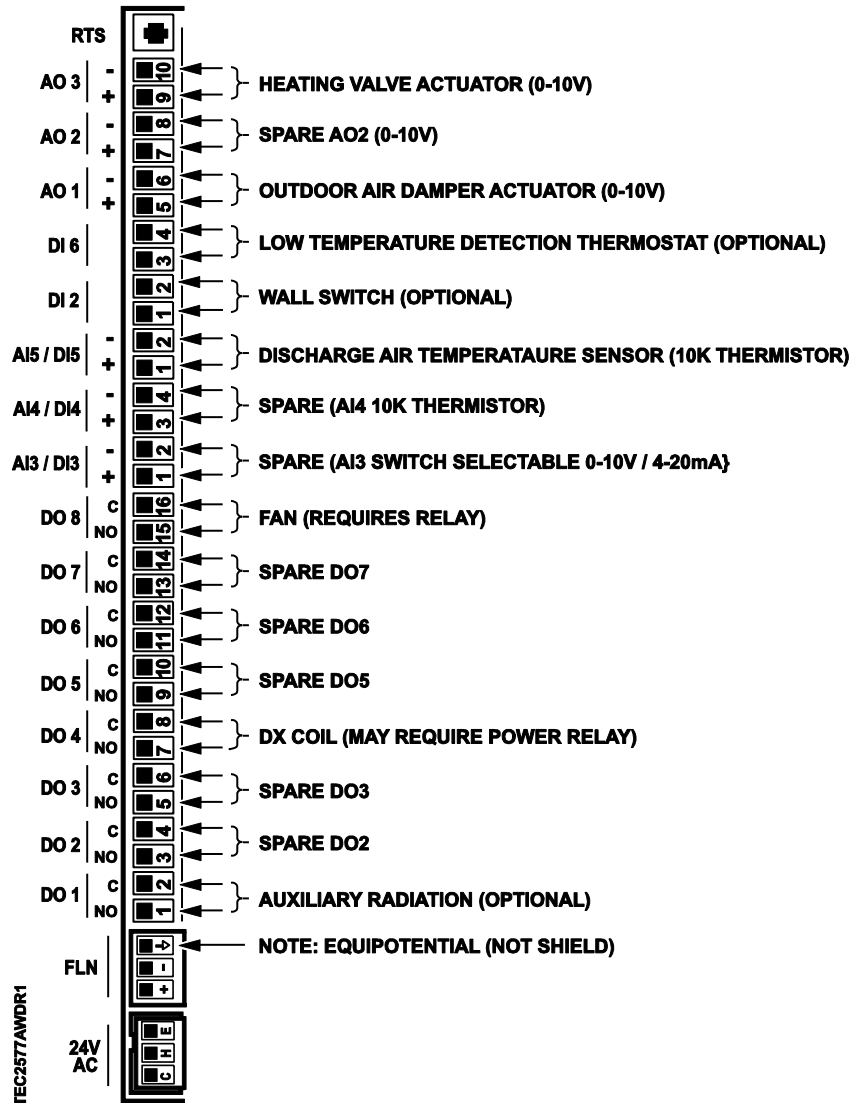 RTS
AO 3 - 10 HEATING VALVE ACTUATOR (0-10V)
+ 9
AO 2 - 8 SPARE AO2 (0-10V)
+ 7
AO 1 - 6 OUTDOOR AIR DAMPER ACTUATOR (0-10V)
+ 5
DI 6 4 LOW TEMPERATURE DETECTION THERMOSTAT (OPTIONAL)
3
DI 2 2 WALL SWITCH (OPTIONAL)
1
AI5 / DI5 - 2 DISCHARGE AIR TEMPERATAURE SENSOR (10K THERMISTOR)
+ 1
AI4 / DI4 - 4 SPARE (AI4 10K THERMISTOR)
+ 3
AI3 / DI3 - 2 SPARE (AI3 SWITCH SELECTABLE 0-10V / 4-20mA}
+ 1
DO 8 C 16 FAN (REQUIRES RELAY)
NO 15
DO 7 C 14 SPARE DO7
NO 13
DO 6 C 12 SPARE DO6
NO 11
DO 5 C 10 SPARE DO5
NO 9
DO 4 C 8 DX COIL (MAY REQUIRE POWER RELAY)
NO 7
DO 3 C 6 SPARE DO3
NO 5
DO 2 C 4 SPARE DO2
NO 3
DO 1 C 2 AUXILIARY RADIATION (OPTIONAL)
NO 1
NOTE: EQUIPOTENTIAL (NOT SHIELD)
FLN -
+
E
24V H
AC C
TEC2577AWDR1